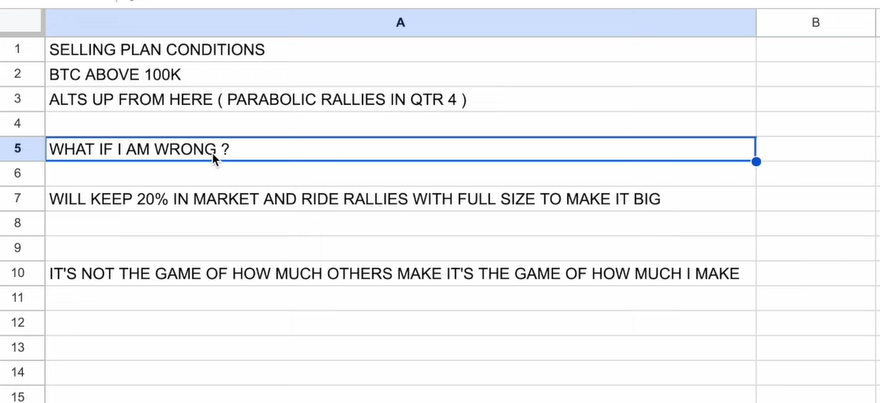 A B
1 SELLING PLAN CONDITIONS
2 BTC ABOVE 100K
3 ALTS UP FROM HERE ( PARABOLIC RALLIES IN QTR 4 )
4
5 WHAT IF I AM WRONG ?
6
7 WILL KEEP 20% IN MARKET AND RIDE RALLIES WITH FULL SIZE TO MAKE IT BIG
8
9
10 IT'S NOT THE GAME OF HOW MUCH OTHERS MAKE IT'S THE GAME OF HOW MUCH I MAKE
11
12
13
14
15